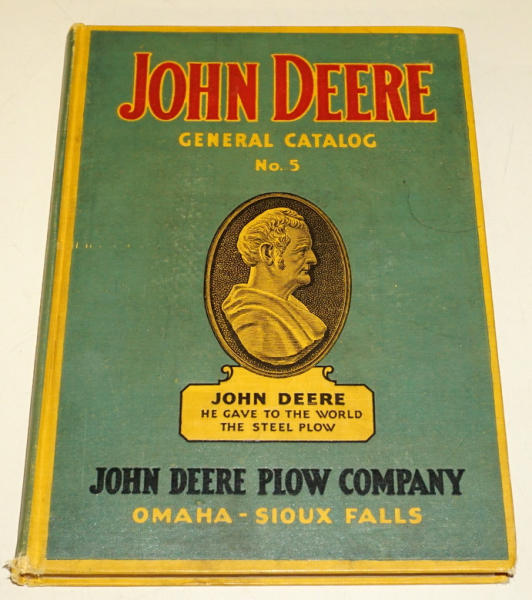 JOHN DEERE
GENERAL CATALOG
No. 5
JOHN DEERE
HE GAVE TO THE WORLD
THE STEEL PLOW
JOHN DEERE PLOW COMPANY
OMAHA - SIOUX FALLS